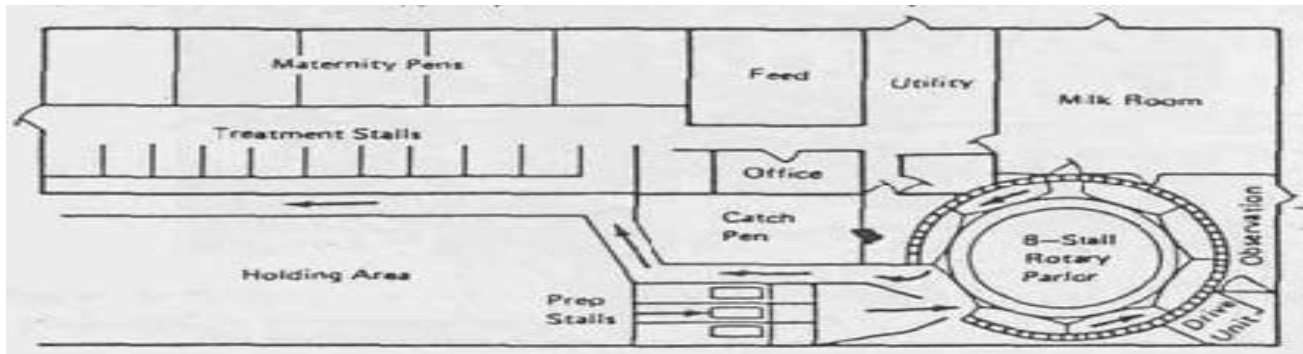 Maternity Pens
Feed
Utility
Milk Room
Treatment Stalls
Office
Catch
Pen
Observation
8-Stall
Rotary
Parlor
Holding Area
Prep
Stalls
Drive
Unit